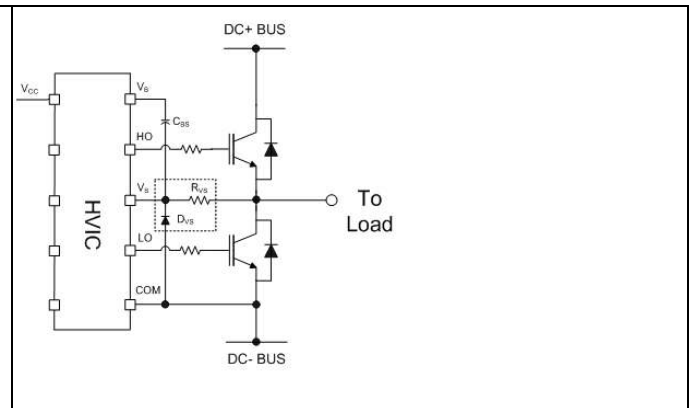 DC+ BUS
VCC
VB
CBS
HO
VS
RVS
To
Load
HVIC
DVS
LO
COM
DC- BUS